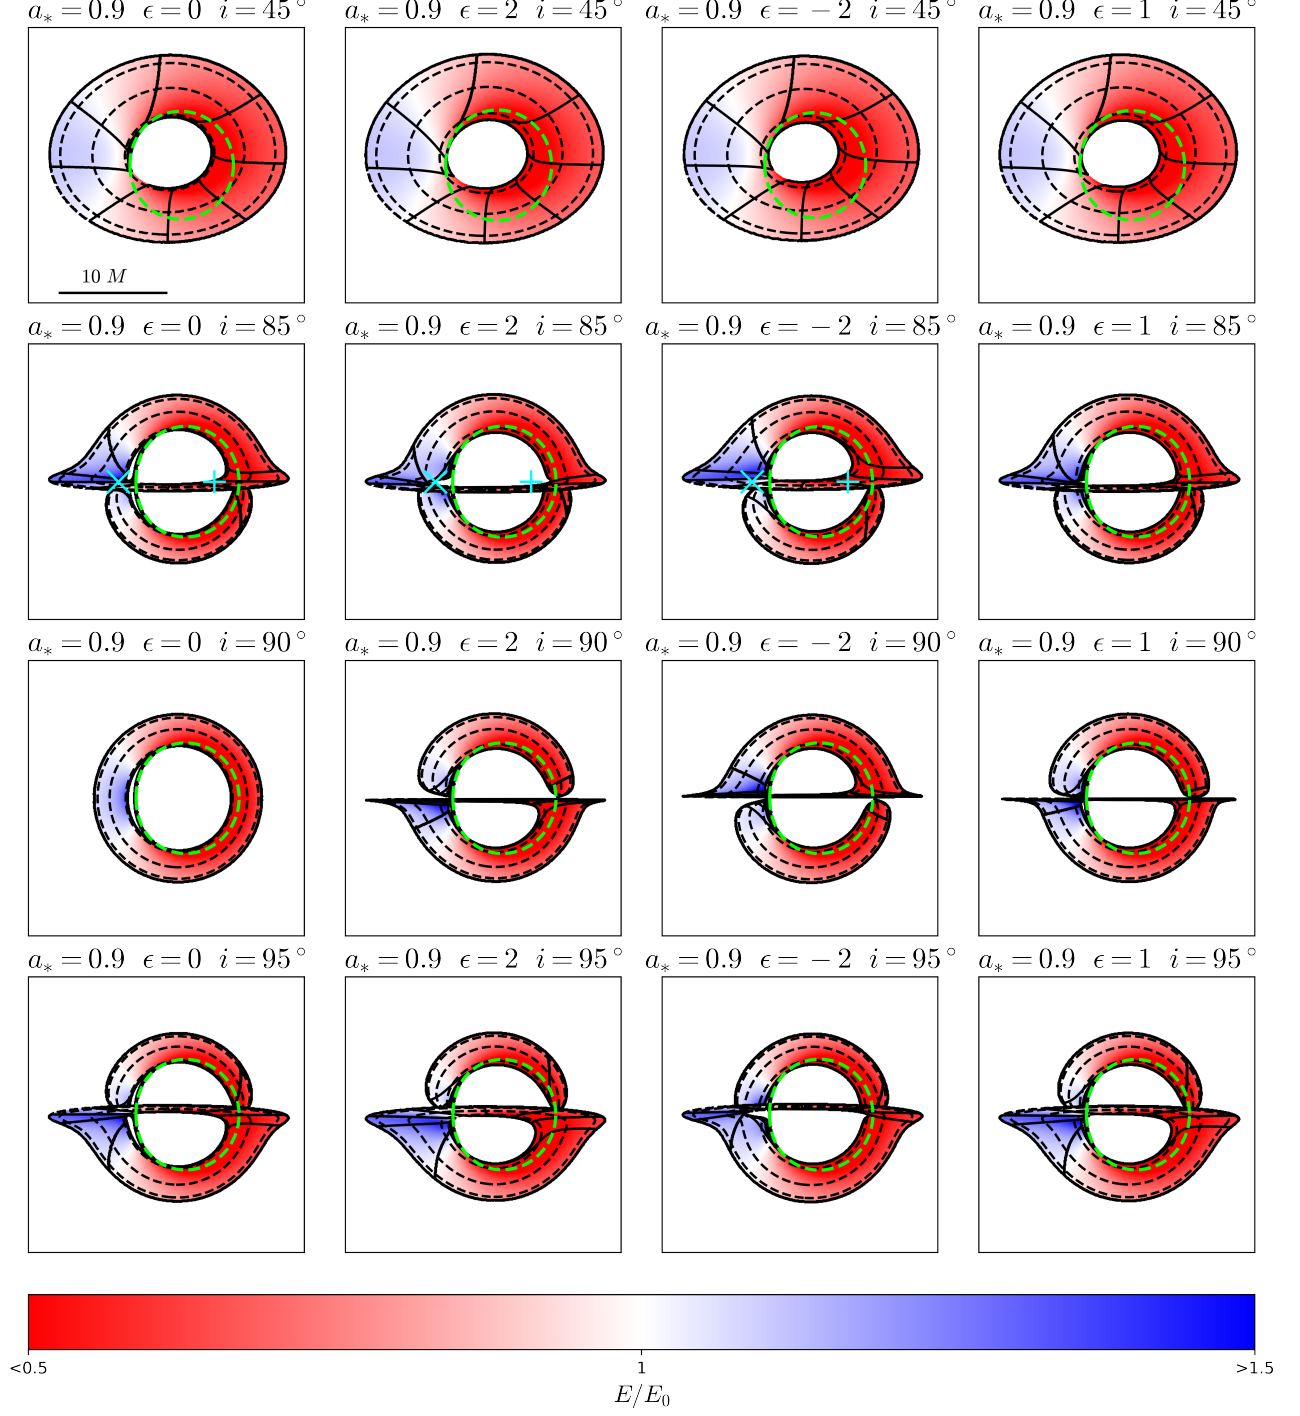 a* = 0.9 ϵ = 0 i = 45° a* = 0.9 ϵ = 2 i = 45° a* = 0.9 ϵ = −2 i = 45° a* = 0.9 ϵ = 1 i = 45°
10 M
a* = 0.9 ϵ = 0 i = 85° a* = 0.9 ϵ = 2 i = 85° a* = 0.9 ϵ = −2 i = 85° a* = 0.9 ϵ = 1 i = 85°
a* = 0.9 ϵ = 0 i = 90° a* = 0.9 ϵ = 2 i = 90° a* = 0.9 ϵ = −2 i = 90° a* = 0.9 ϵ = 1 i = 90°
a* = 0.9 ϵ = 0 i = 95° a* = 0.9 ϵ = 2 i = 95° a* = 0.9 ϵ = −2 i = 95° a* = 0.9 ϵ = 1 i = 95°
<0.5 1 >1.5
E/E₀